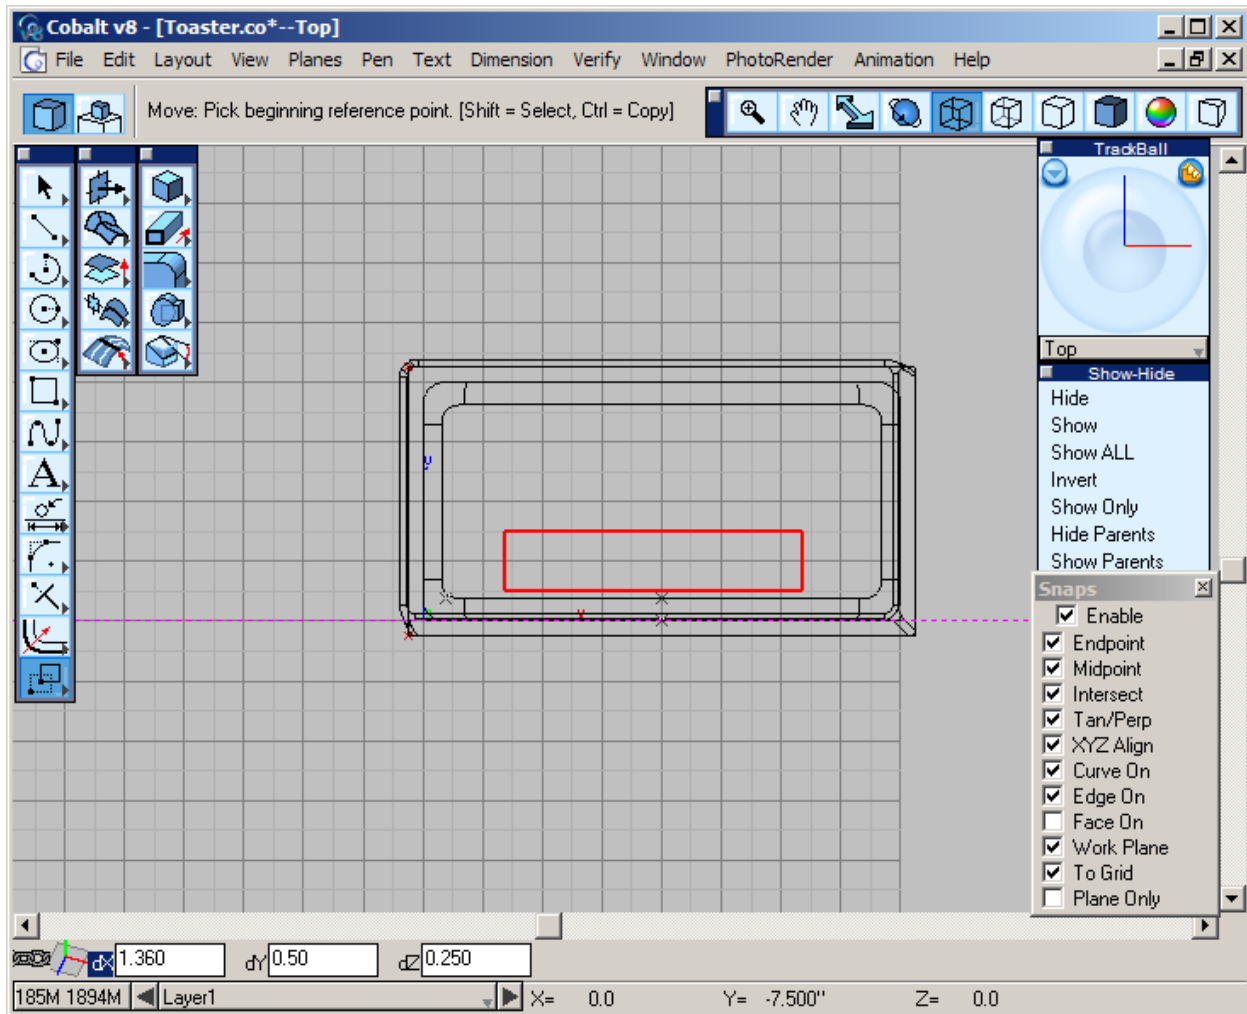 Cobalt v8 - [Toaster.co*--Top]
File Edit Layout View Planes Pen Text Dimension Verify Window PhotoRender Animation Help
Move: Pick beginning reference point. [Shift = Select, Ctrl = Copy]
TrackBall
Top
Show-Hide
Hide
Show
Show ALL
Invert
Show Only
Hide Parents
Show Parents
Snaps
Enable
Endpoint
Midpoint
Intersect
Tan/Perp
XYZ Align
Curve On
Edge On
Face On
Work Plane
To Grid
Plane Only
A
y
dX 1.360 dY 0.50 dZ 0.250
185M 1894M Layer1 X= 0.0 Y= -7.500" Z= 0.0